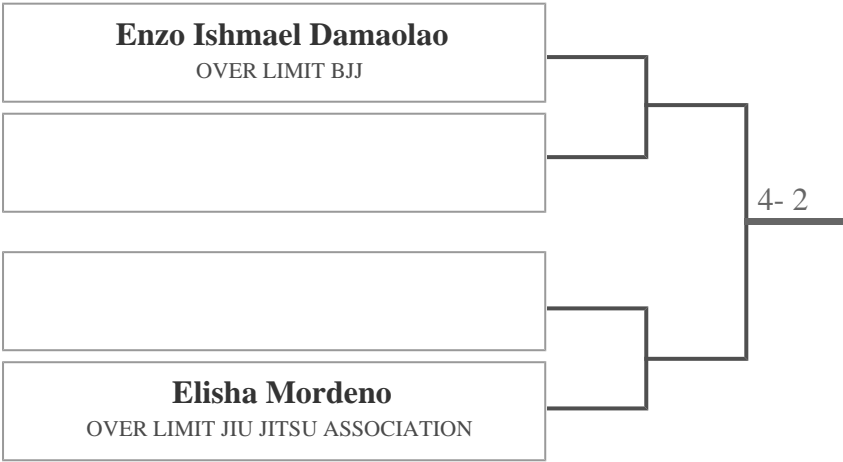 Enzo Ishmael Damaolao
OVER LIMIT BJJ
4- 2
Elisha Mordeno
OVER LIMIT JIU JITSU ASSOCIATION